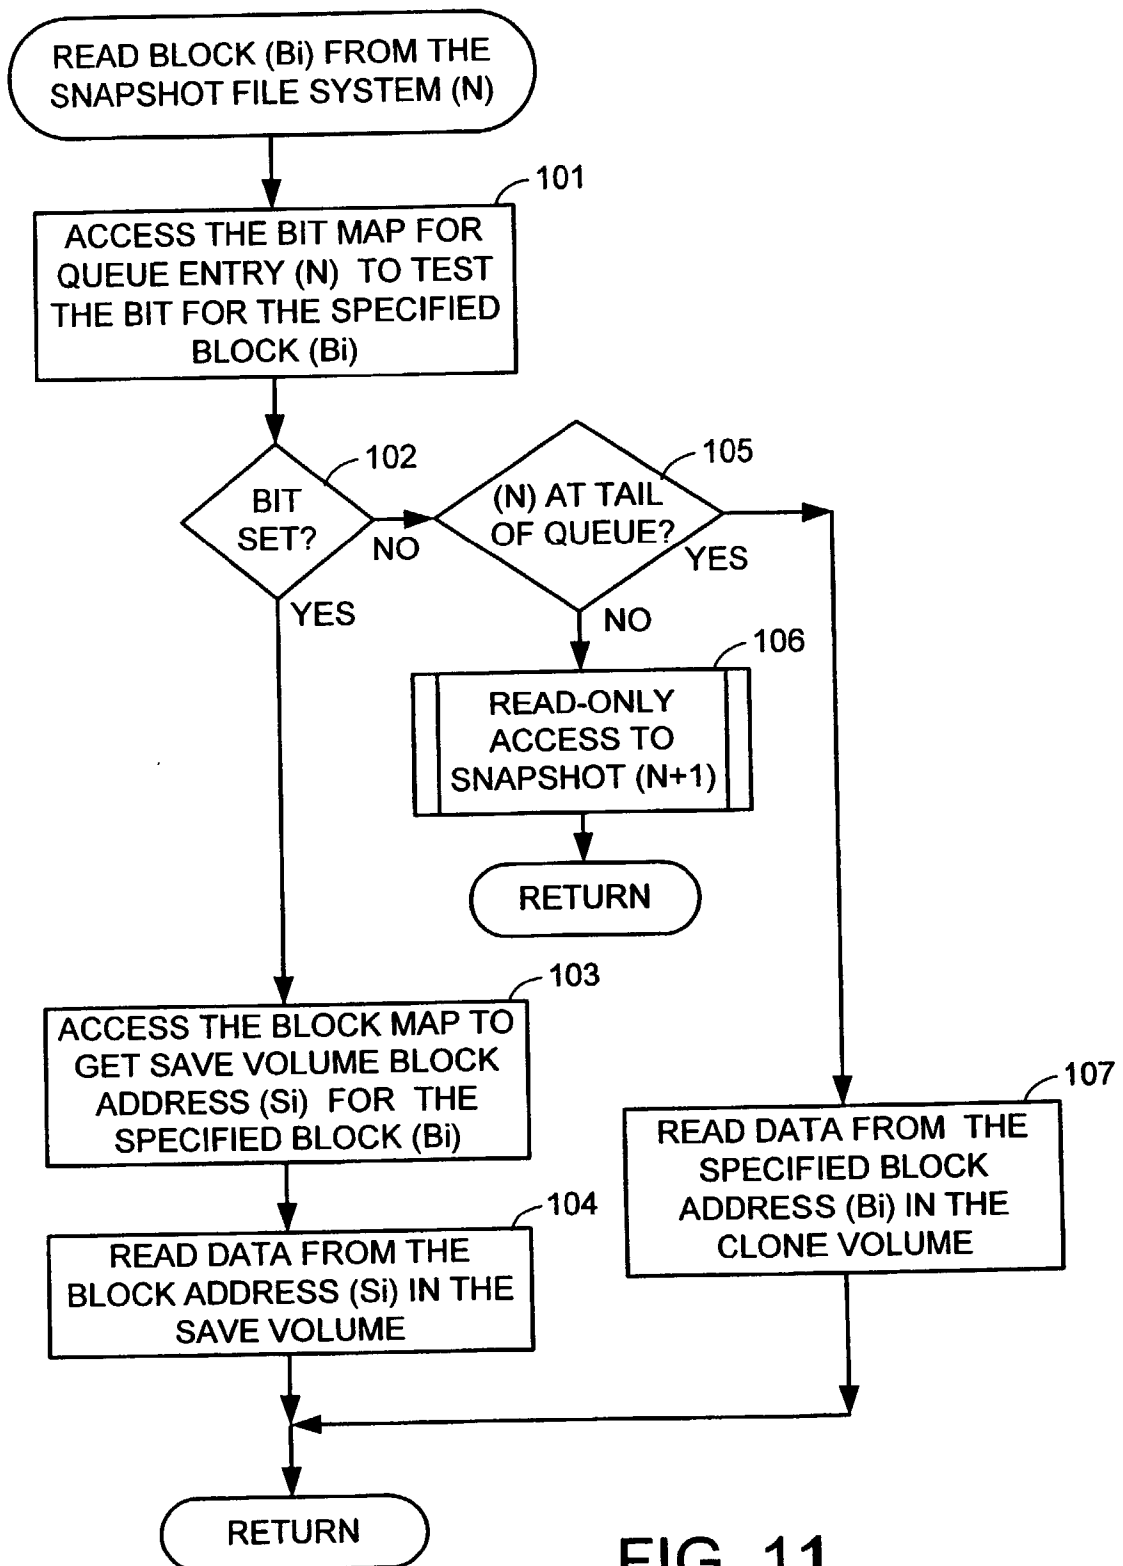 READ BLOCK (Bi) FROM THE
SNAPSHOT FILE SYSTEM (N)
101
ACCESS THE BIT MAP FOR
QUEUE ENTRY (N) TO TEST
THE BIT FOR THE SPECIFIED
BLOCK (Bi)
102
BIT
SET?
NO
YES
105
(N) AT TAIL
OF QUEUE?
YES
NO
106
READ-ONLY
ACCESS TO
SNAPSHOT (N+1)
RETURN
103
ACCESS THE BLOCK MAP TO
GET SAVE VOLUME BLOCK
ADDRESS (Si) FOR THE
SPECIFIED BLOCK (Bi)
104
READ DATA FROM THE
BLOCK ADDRESS (Si) IN THE
SAVE VOLUME
107
READ DATA FROM THE
SPECIFIED BLOCK
ADDRESS (Bi) IN THE
CLONE VOLUME
RETURN
FIG. 11